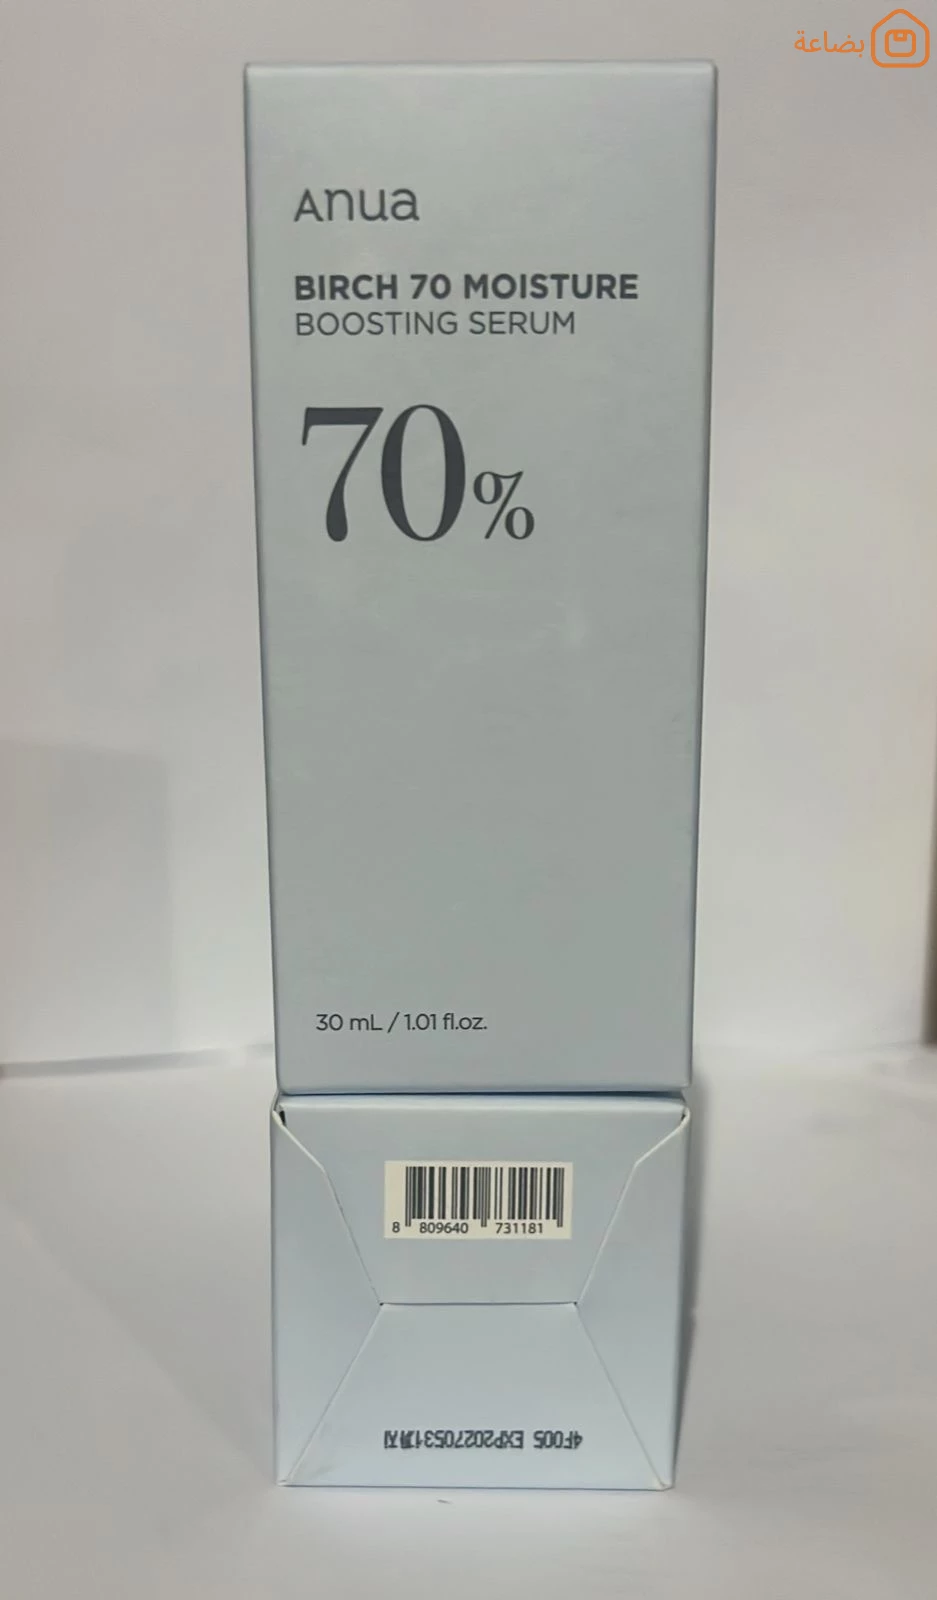 بضاعة
Anua
BIRCH 70 MOISTURE
BOOSTING SERUM
70%
30 mL / 1.01 fl.oz.
8 809640 731181
4F005 EXP20270531까지